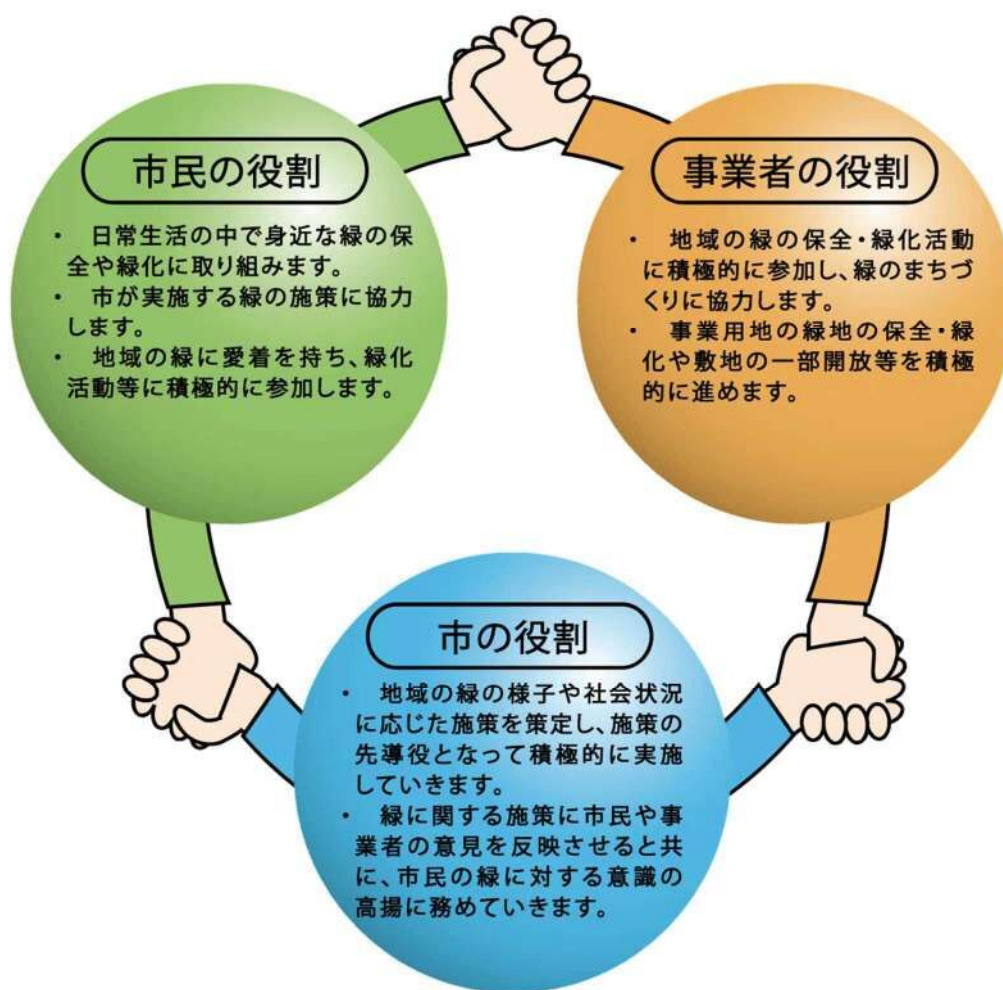 市民の役割
・ 日常生活の中で身近な緑の保
全や緑化に取り組みます。
・ 市が実施する緑の施策に協力
します。
・ 地域の緑に愛着を持ち、緑化
活動等に積極的に参加します。
事業者の役割
・ 地域の緑の保全・緑化活動
に積極的に参加し、緑のまちづ
くりに協力します。
・ 事業用地の緑地の保全・緑
化や敷地の一部開放等を積極
的に進めます。
市の役割
・ 地域の緑の様子や社会状況
に応じた施策を策定し、施策の
先導役となって積極的に実施
していきます。
・ 緑に関する施策に市民や事
業者の意見を反映させると共
に、市民の緑に対する意識の
高揚に務めていきます。